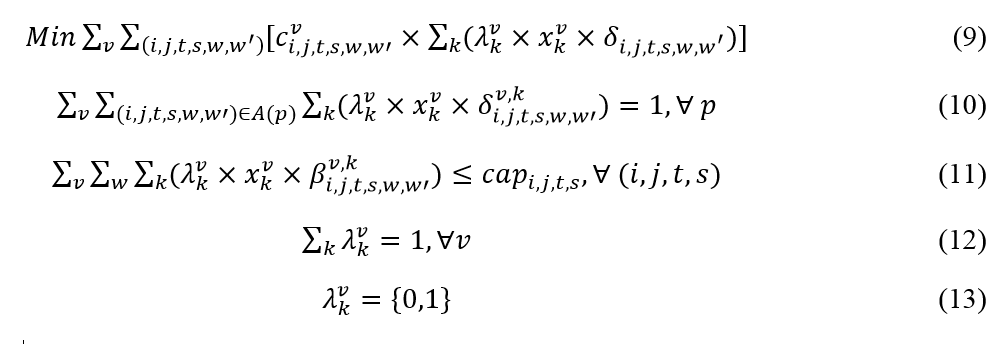 Min ∑_v ∑_{(i,j,t,s,w,w′)} [c^v_{i,j,t,s,w,w′} × ∑_k(λ^v_k × x^v_k × δ_{i,j,t,s,w,w′})] (9)
∑_v ∑_{(i,j,t,s,w,w′)∈A(p)} ∑_k(λ^v_k × x^v_k × δ^{v,k}_{i,j,t,s,w,w′}) = 1, ∀ p (10)
∑_v ∑_w ∑_k(λ^v_k × x^v_k × β^{v,k}_{i,j,t,s,w,w′}) ≤ cap_{i,j,t,s}, ∀ (i, j, t, s) (11)
∑_k λ^v_k = 1, ∀v (12)
λ^v_k = {0,1} (13)